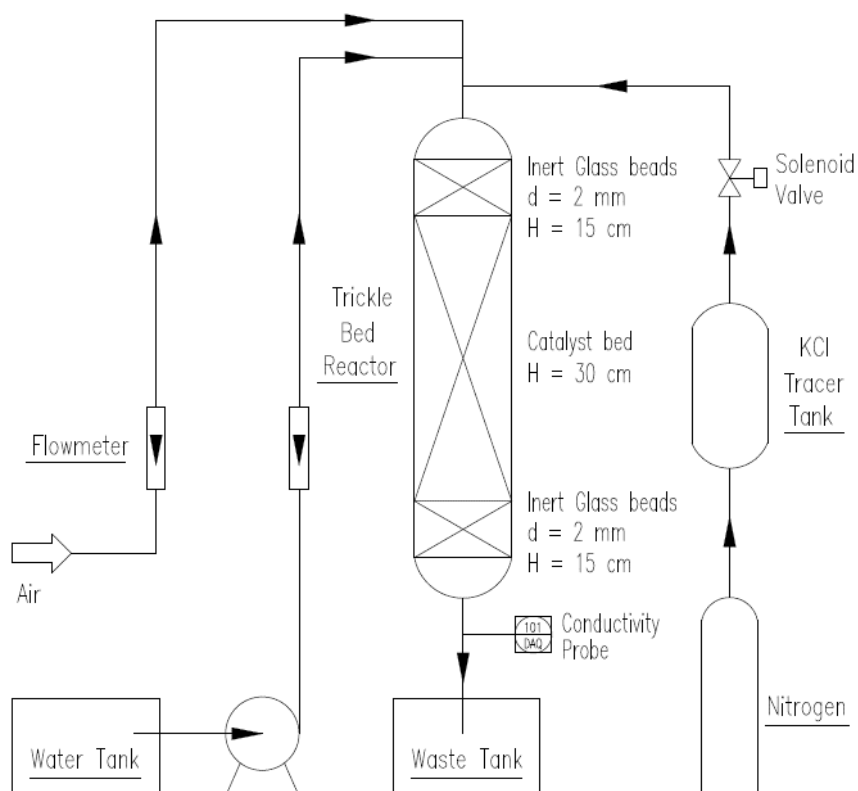 Inert Glass beads
d = 2 mm
H = 15 cm
Solenoid
Valve
Trickle
Bed
Reactor
Catalyst bed
H = 30 cm
KCl
Tracer
Tank
Flowmeter
Inert Glass beads
d = 2 mm
H = 15 cm
Air
101
DAQ
Conductivity
Probe
Water Tank
Waste Tank
Nitrogen